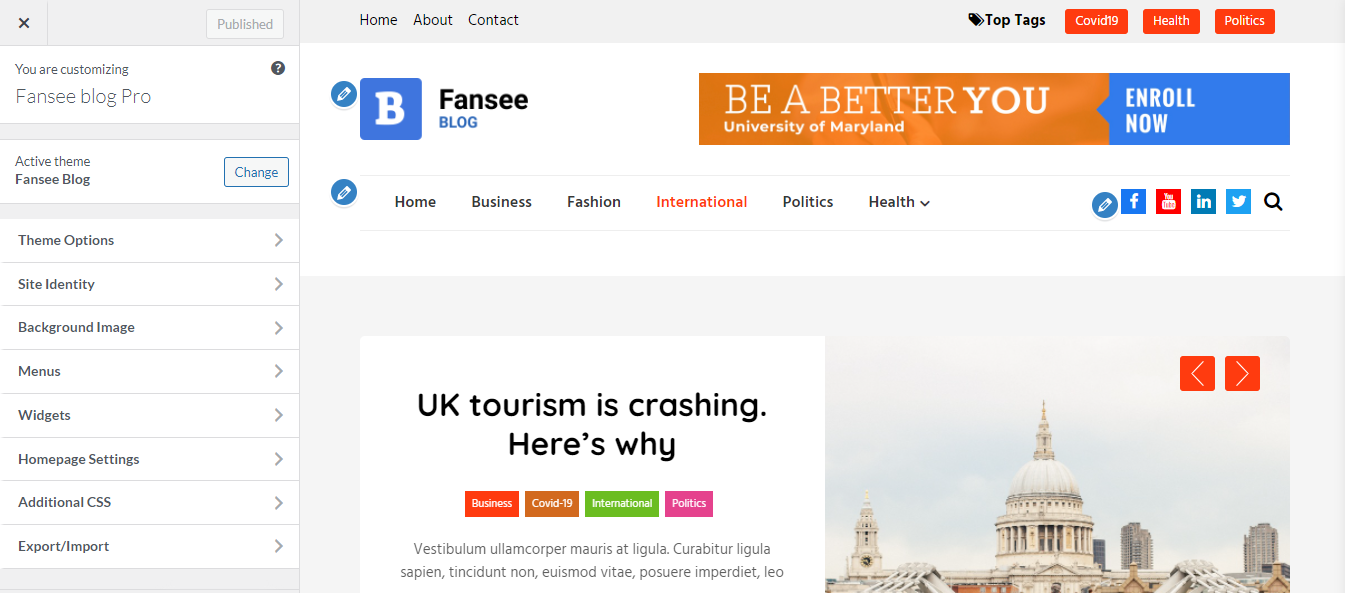 Published
You are customizing
Fansee blog Pro
Active theme
Fansee Blog
Change
Theme Options
Site Identity
Background Image
Menus
Widgets
Homepage Settings
Additional CSS
Export/Import
Home About Contact
Top Tags Covid19 Health Politics
B
Fansee
BLOG
BE A BETTER YOU
University of Maryland
ENROLL
NOW
Home Business Fashion International Politics Health
f You Tube in
UK tourism is crashing.
Here’s why
Business Covid-19 International Politics
Vestibulum ullamcorper mauris at ligula. Curabitur ligula
sapien, tincidunt non, euismod vitae, posuere imperdiet, leo